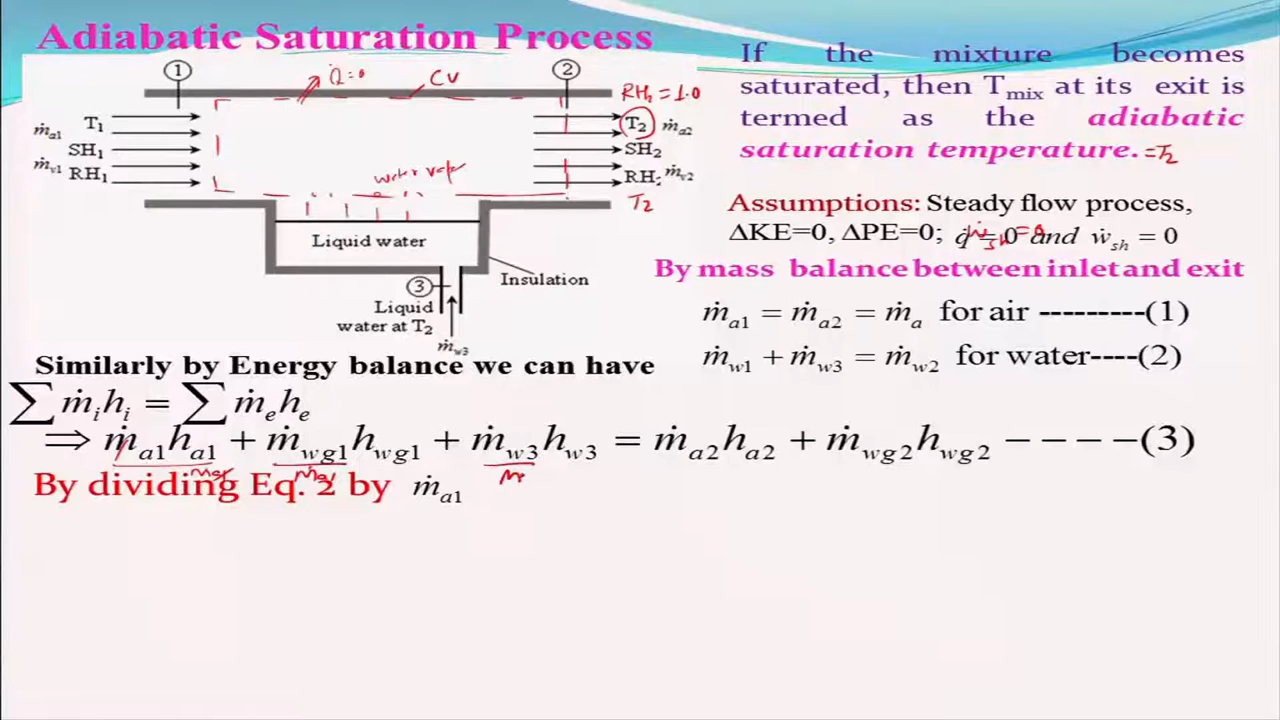 Adiabatic Saturation Process
If the mixture becomes
saturated, then Tmix at its exit is
termed as the adiabatic
saturation temperature. =T2
1
Q̇=0
CV
2
RH2 = 1.0
T1
ṁa1
SH1
ṁv1
RH1
T2
ṁa2
SH2
RH2
ṁv2
T2
water vapor
Liquid water
Insulation
3
Liquid
water at T2
ṁw3
Assumptions: Steady flow process,
ΔKE=0, ΔPE=0; q̇ = 0 and ẇsh = 0
By mass balance between inlet and exit
ṁa1 = ṁa2 = ṁa for air ---------(1)
ṁw1 + ṁw3 = ṁw2 for water----(2)
Similarly by Energy balance we can have
∑ ṁihi = ∑ ṁehe
⇒ ṁa1ha1 + ṁwg1hwg1 + ṁw3hw3 = ṁa2ha2 + ṁwg2hwg2 − − − − −(3)
ṁa1 ṁa1
By dividing Eq. 2 by ṁa1